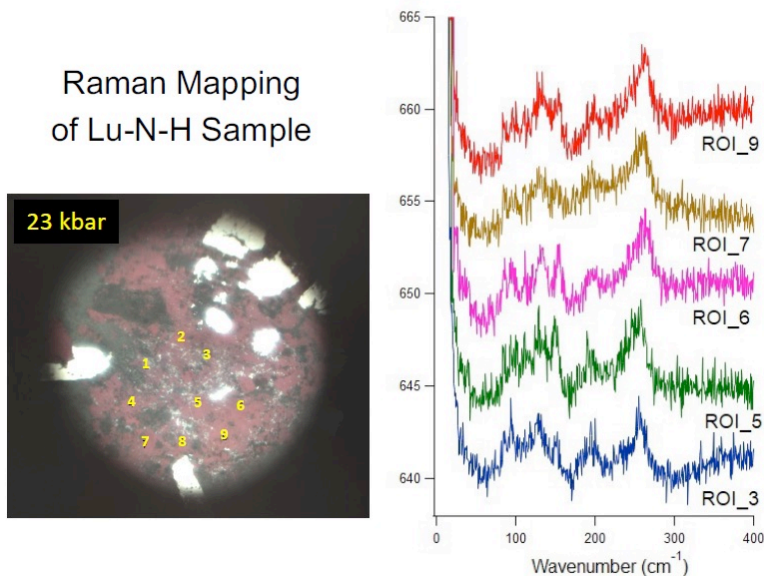 Raman Mapping
of Lu-N-H Sample
23 kbar
2
1
3
4
5
6
7
8
9
665
660
655
650
645
640
ROI_9
ROI_7
ROI_6
ROI_5
ROI_3
0
100
200
300
400
Wavenumber (cm⁻¹)